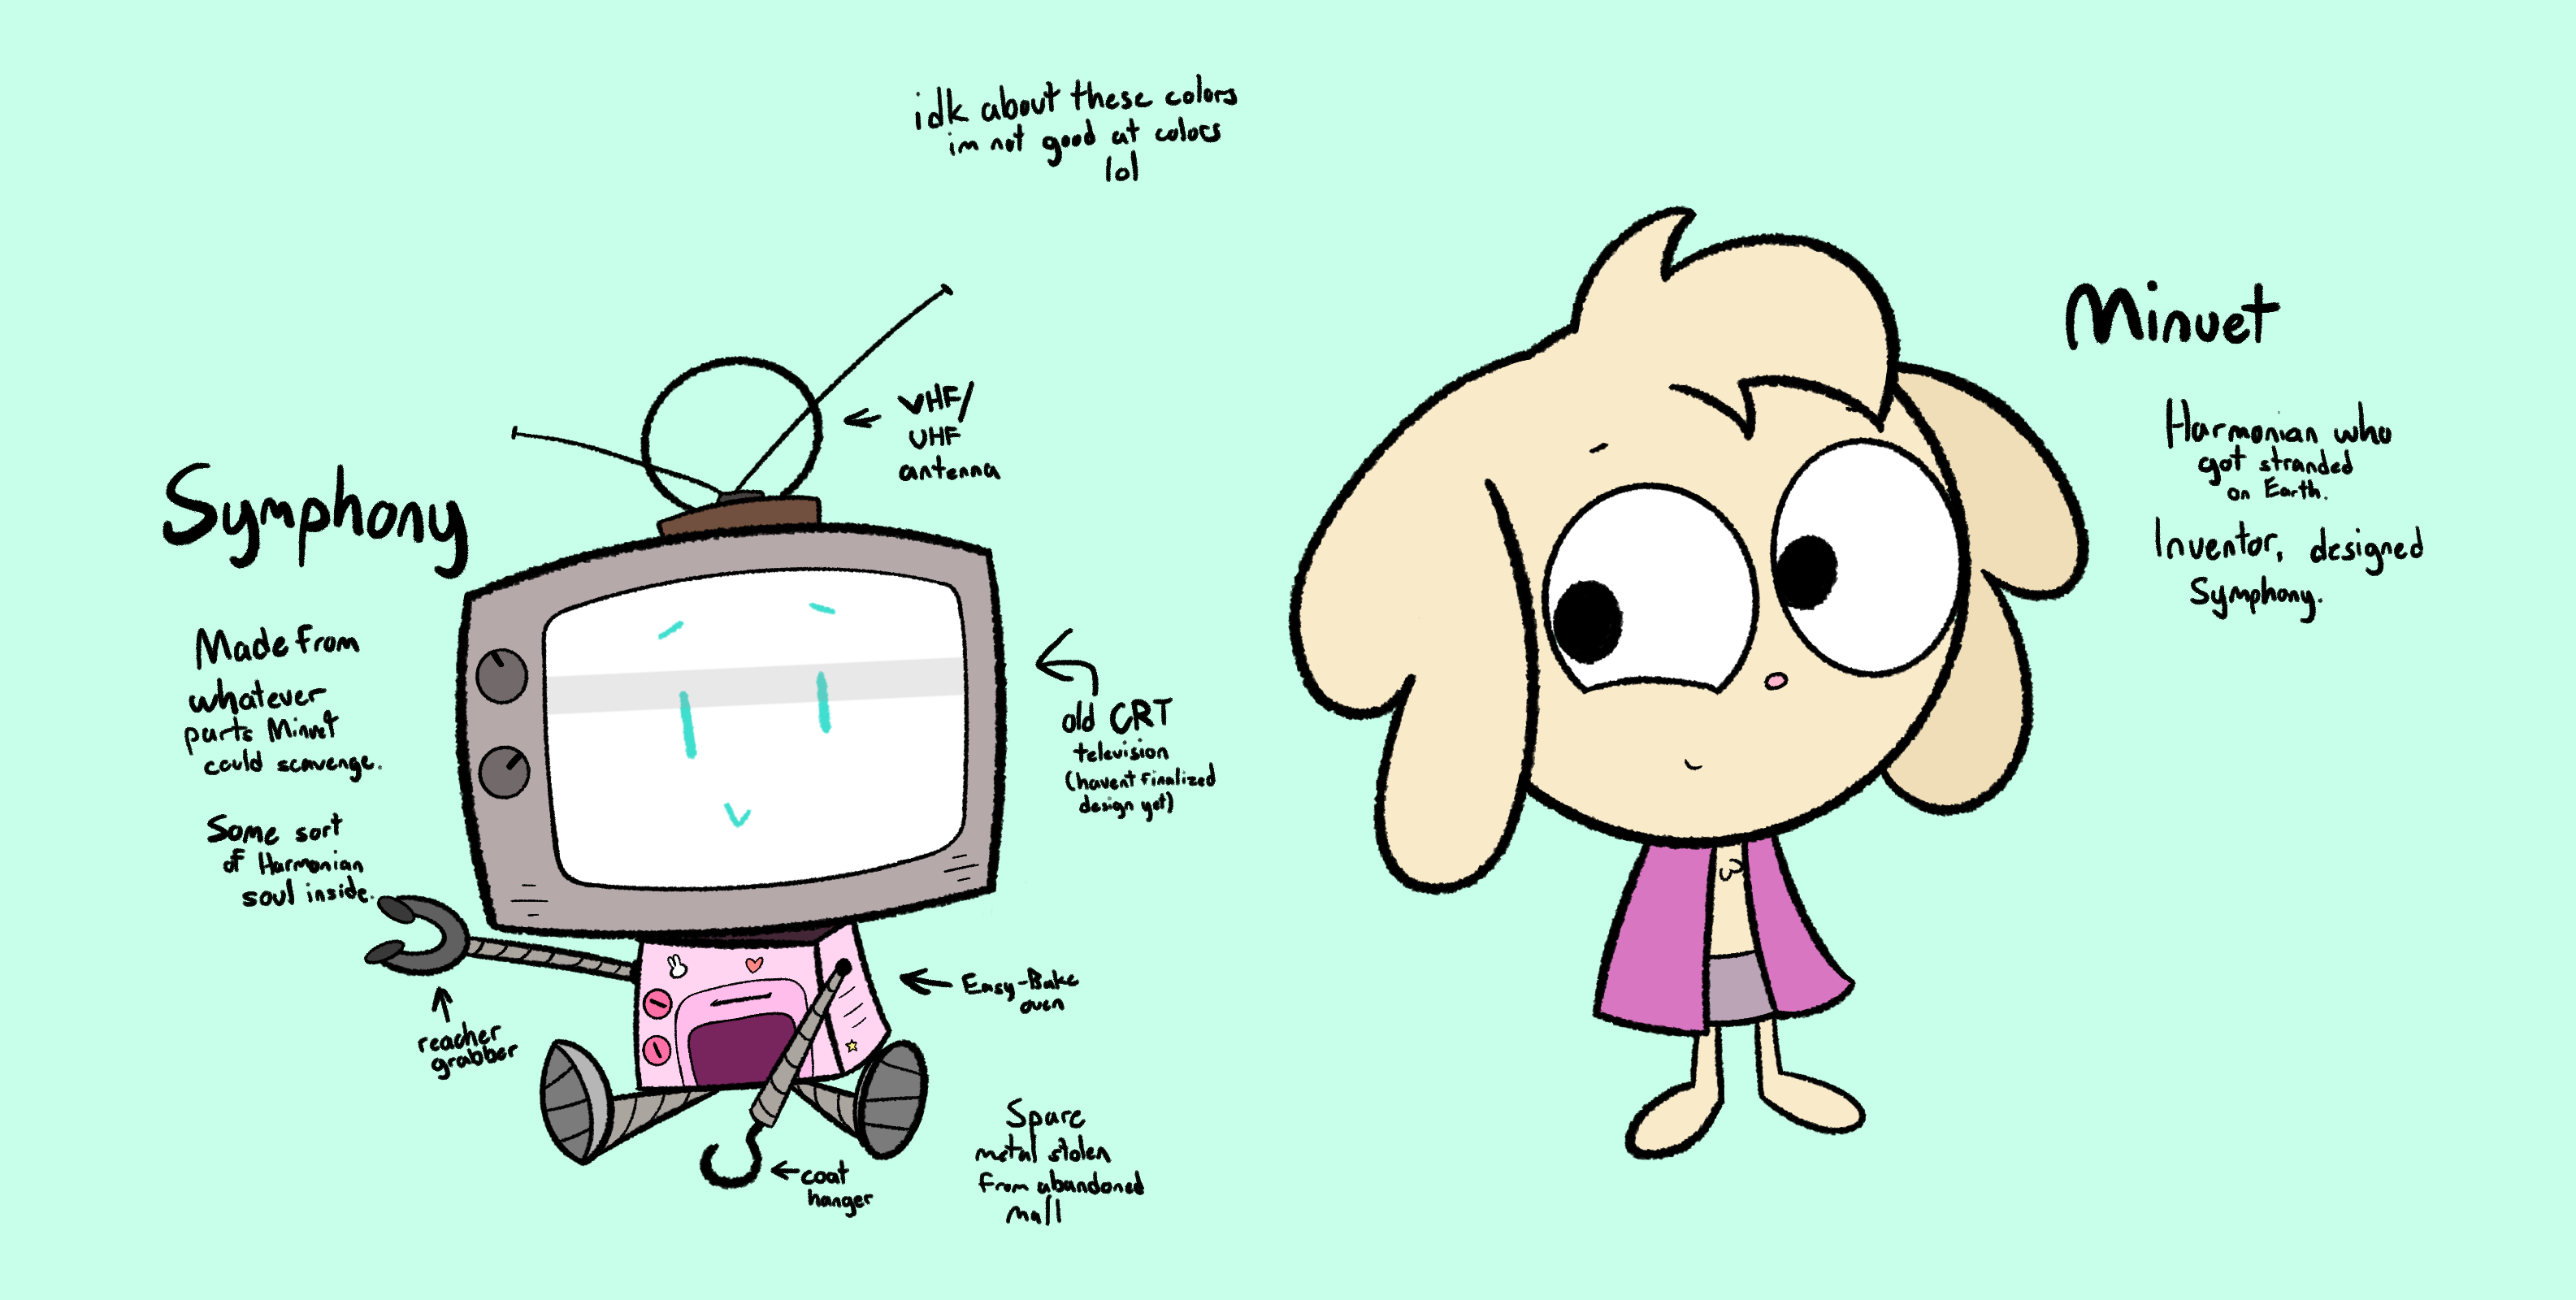 idk about these colors
im not good at colors
lol
Symphony
Made from
whatever
parts Minuet
could scavenge.
Some sort
of Harmonian
soul inside.
VHF/
UHF
antenna
old CRT
television
(havent finalized
design yet)
reacher
grabber
Easy-Bake
oven
coat
hanger
Spare
metal stolen
from abandoned
mall
Minuet
Harmonian who
got stranded
on Earth.
Inventor, designed
Symphony.